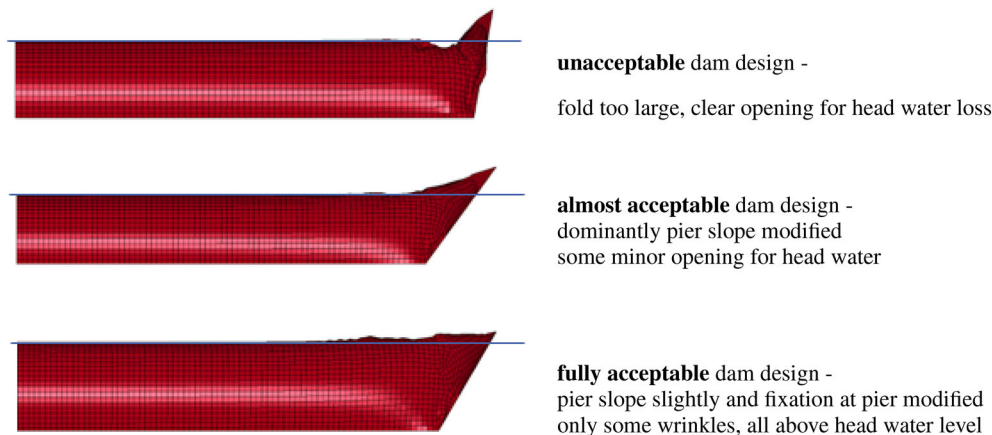 unacceptable dam design -
fold too large, clear opening for head water loss
almost acceptable dam design -
dominantly pier slope modified
some minor opening for head water
fully acceptable dam design -
pier slope slightly and fixation at pier modified
only some wrinkles, all above head water level